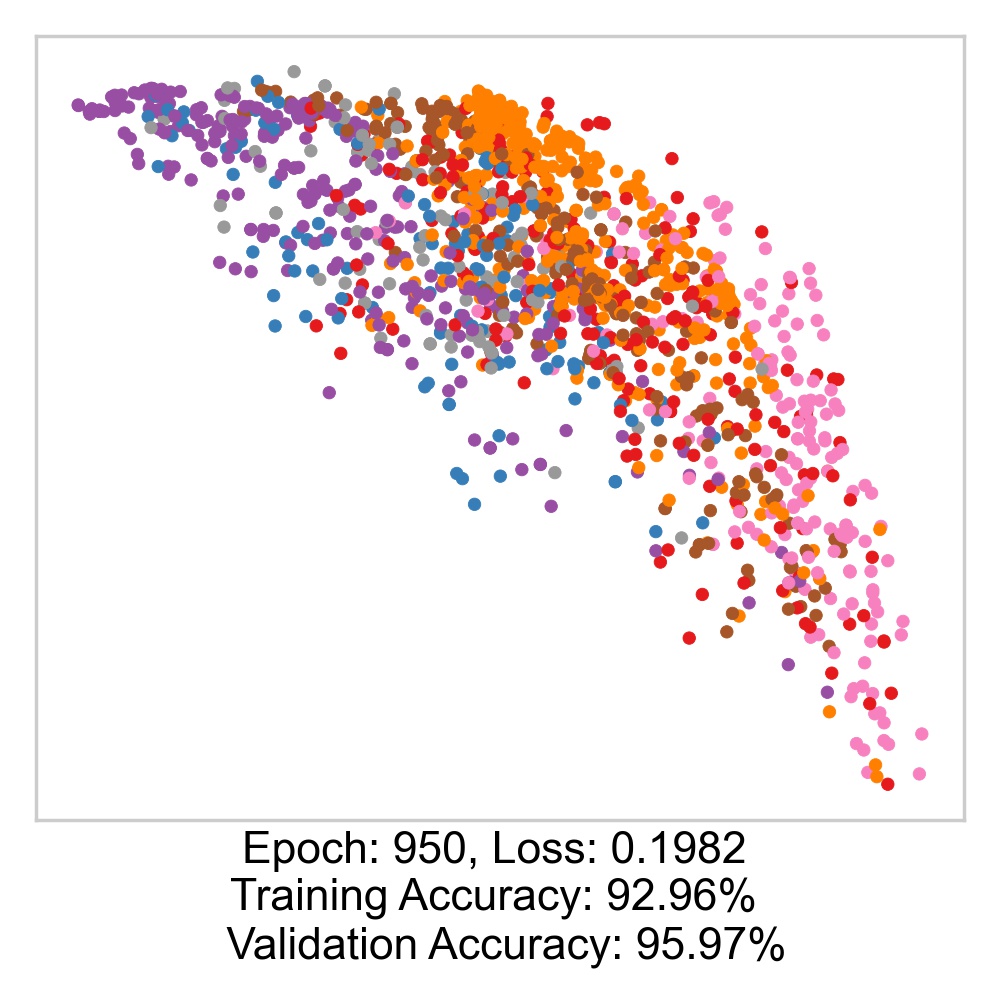 Epoch: 950, Loss: 0.1982
Training Accuracy: 92.96%
Validation Accuracy: 95.97%